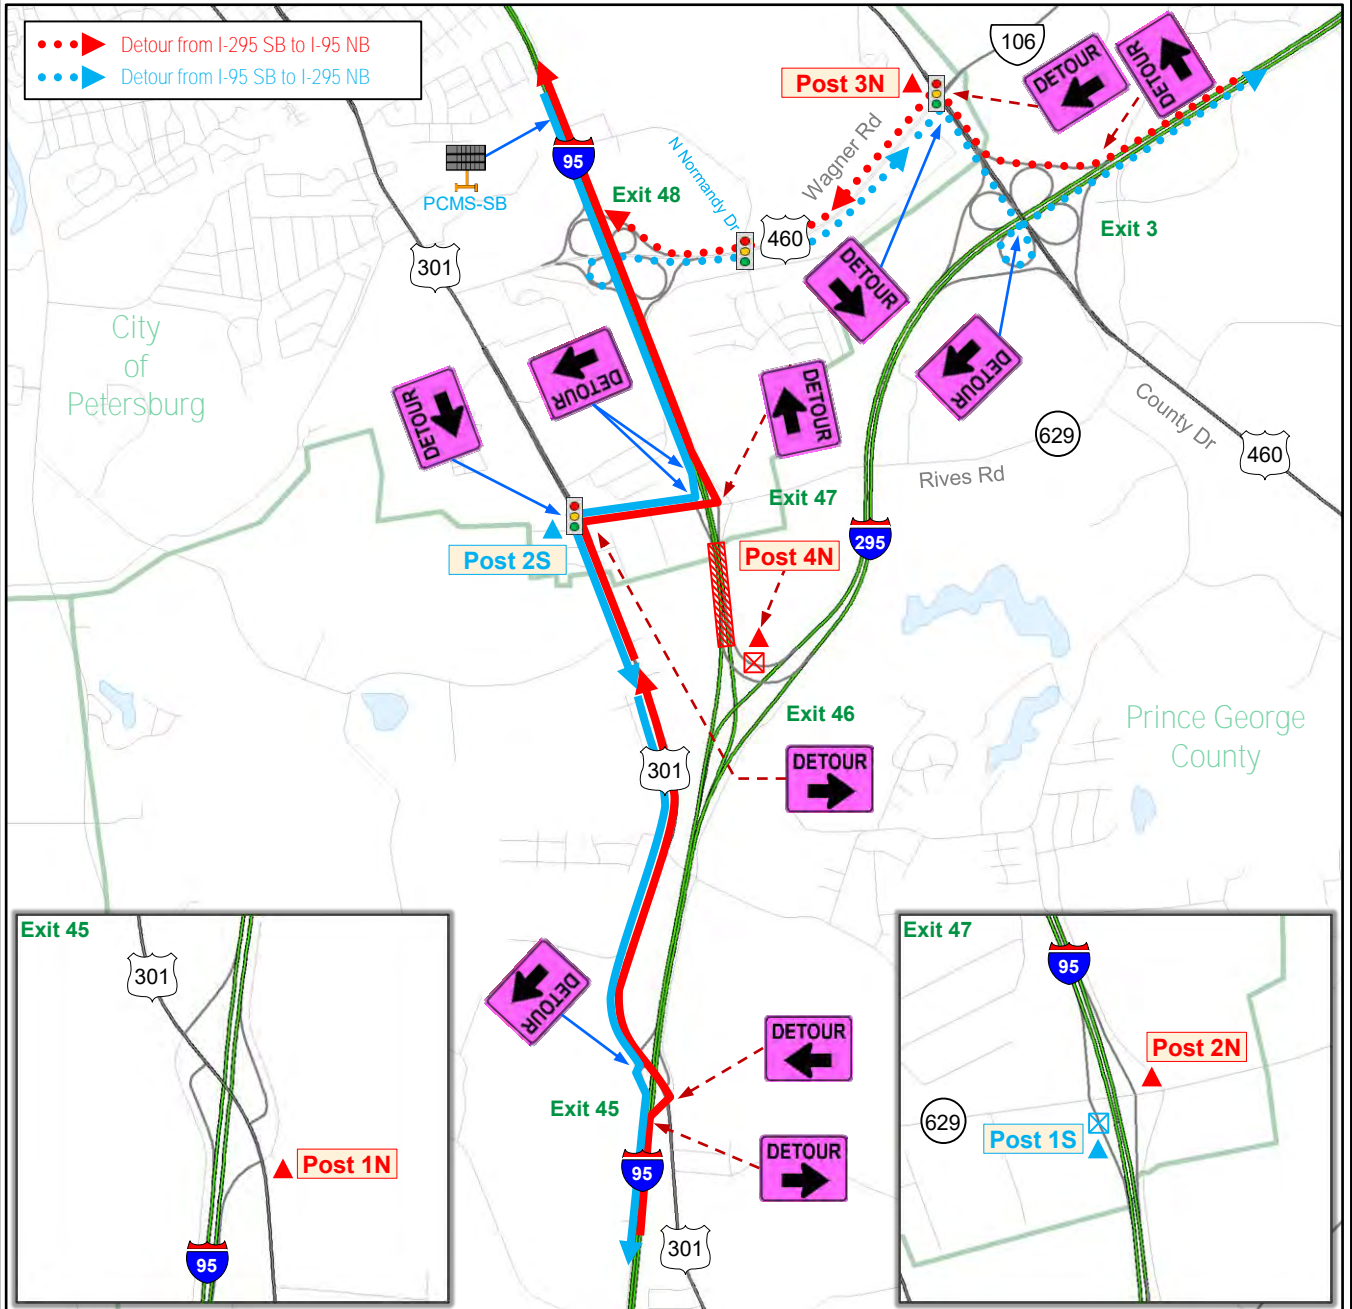 Detour from I-295 SB to I-95 NB
Detour from I-95 SB to I-295 NB
106
Post 3N
DETOUR
DETOUR
95
PCMS-SB
Exit 48
N Normandy Dr
Wagner Rd
460
Exit 3
301
DETOUR
City
of
Petersburg
DETOUR
DETOUR
DETOUR
DETOUR
County Dr
629
460
Rives Rd
Exit 47
295
Post 2S
Post 4N
Exit 46
Prince George
County
301
DETOUR
Exit 45
301
Post 1N
95
DETOUR
DETOUR
Exit 45
DETOUR
95
301
Exit 47
95
Post 2N
629
Post 1S